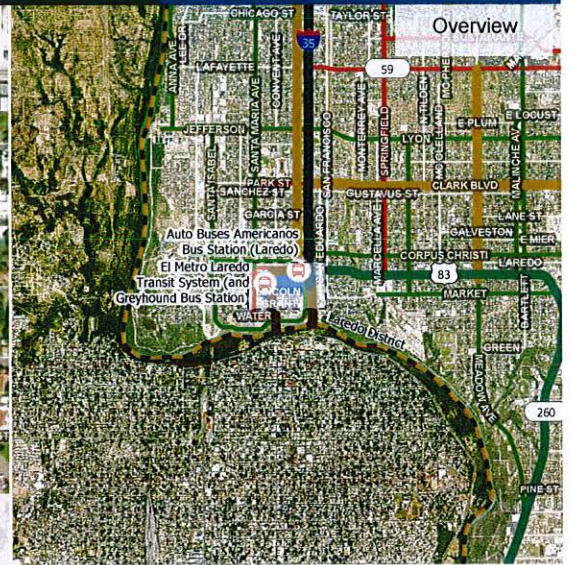 Overview
CHICAGO ST
TAYLOR ST
35
ANNA AVE
LEE DR
SANTA MARIA AVE
CONVENT AVE
LAFAYETTE
59
MONTERREY AVE
SPRINGFIELD
N TILDEN
MCCLELLAND
E LOCUST
E PLUM
JEFFERSON
LYON
MALINCHE AV
SAN FRANCISCO
SANTA ISABEL
PARK ST
SANCHEZ ST
GUSTAVUS ST
CLARK BLVD
GARCIA ST
LANE ST
GALVESTON
E MIER
MARCELLA AVE
Auto Buses Americanos
Bus Station (Laredo)
CORPUS CHRISTI
LAREDO
El Metro Laredo
Transit System (and
Greyhound Bus Station)
83
LINCOLN
MARKET
BARTLETT
WATER
Laredo District
GREEN
MEADOW AVE
260
PINE ST